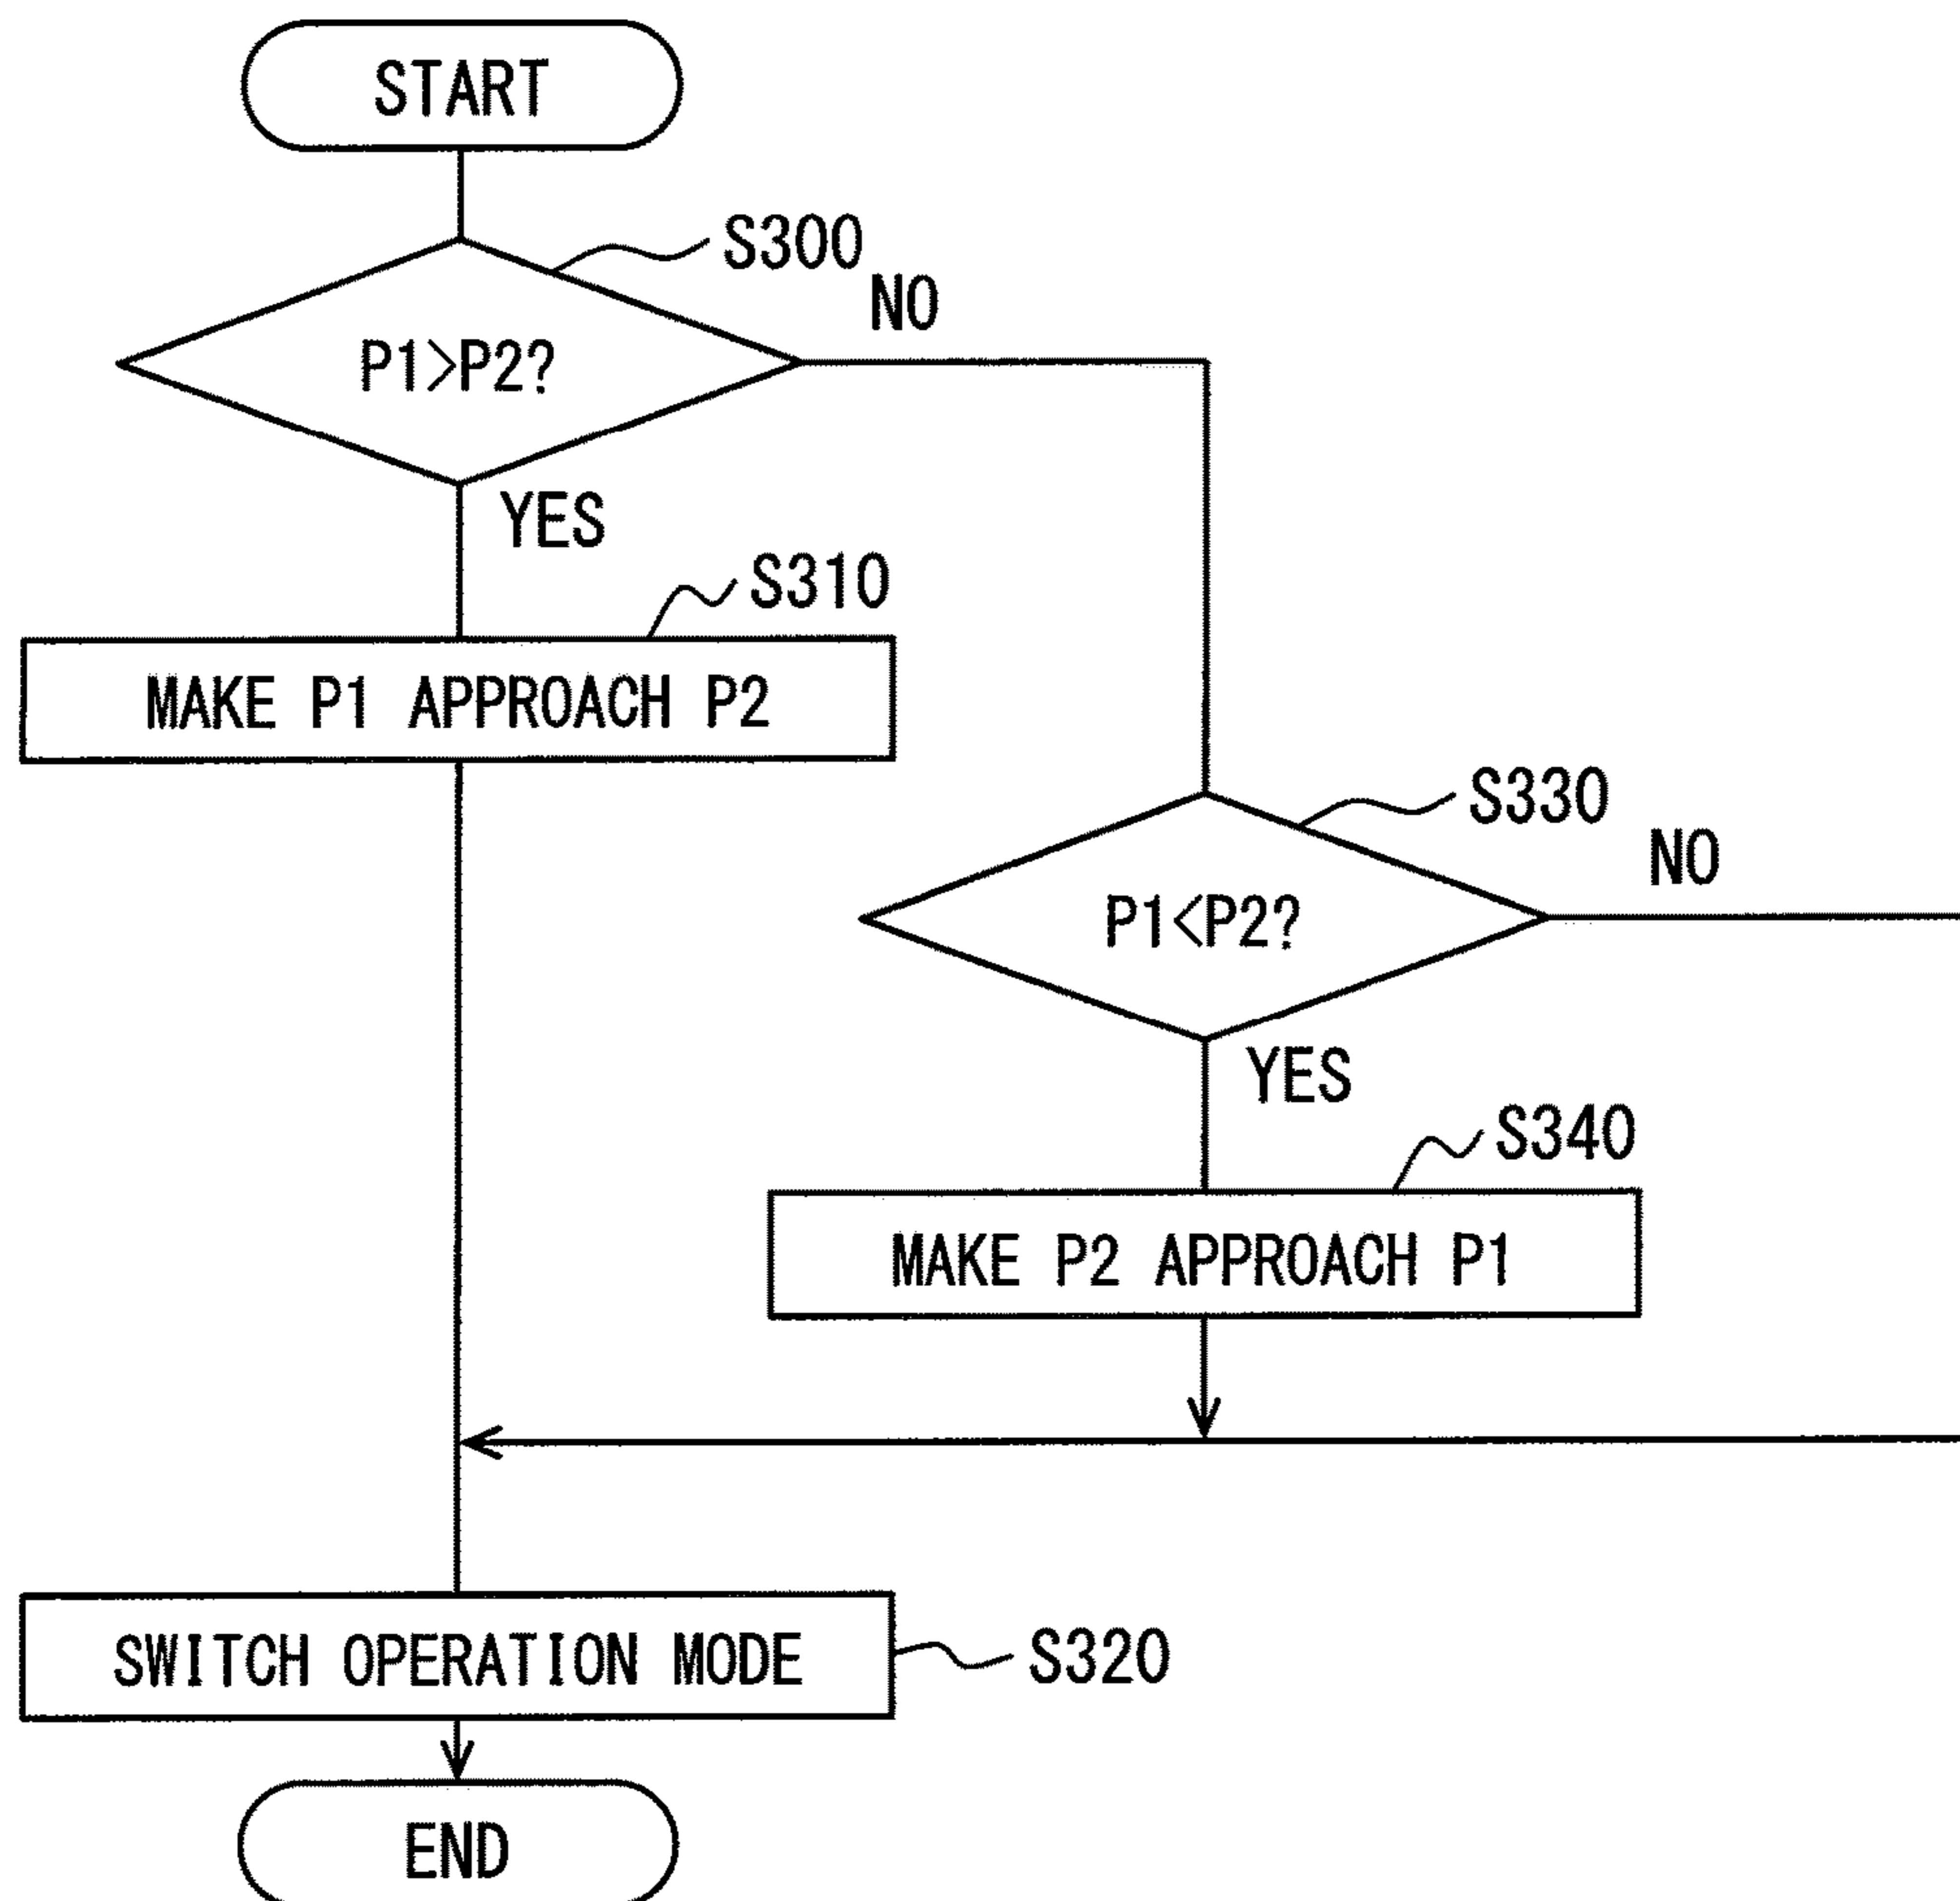 START
S300
NO
P1>P2?
YES
S310
MAKE P1 APPROACH P2
S330
NO
P1<P2?
YES
S340
MAKE P2 APPROACH P1
SWITCH OPERATION MODE
S320
END